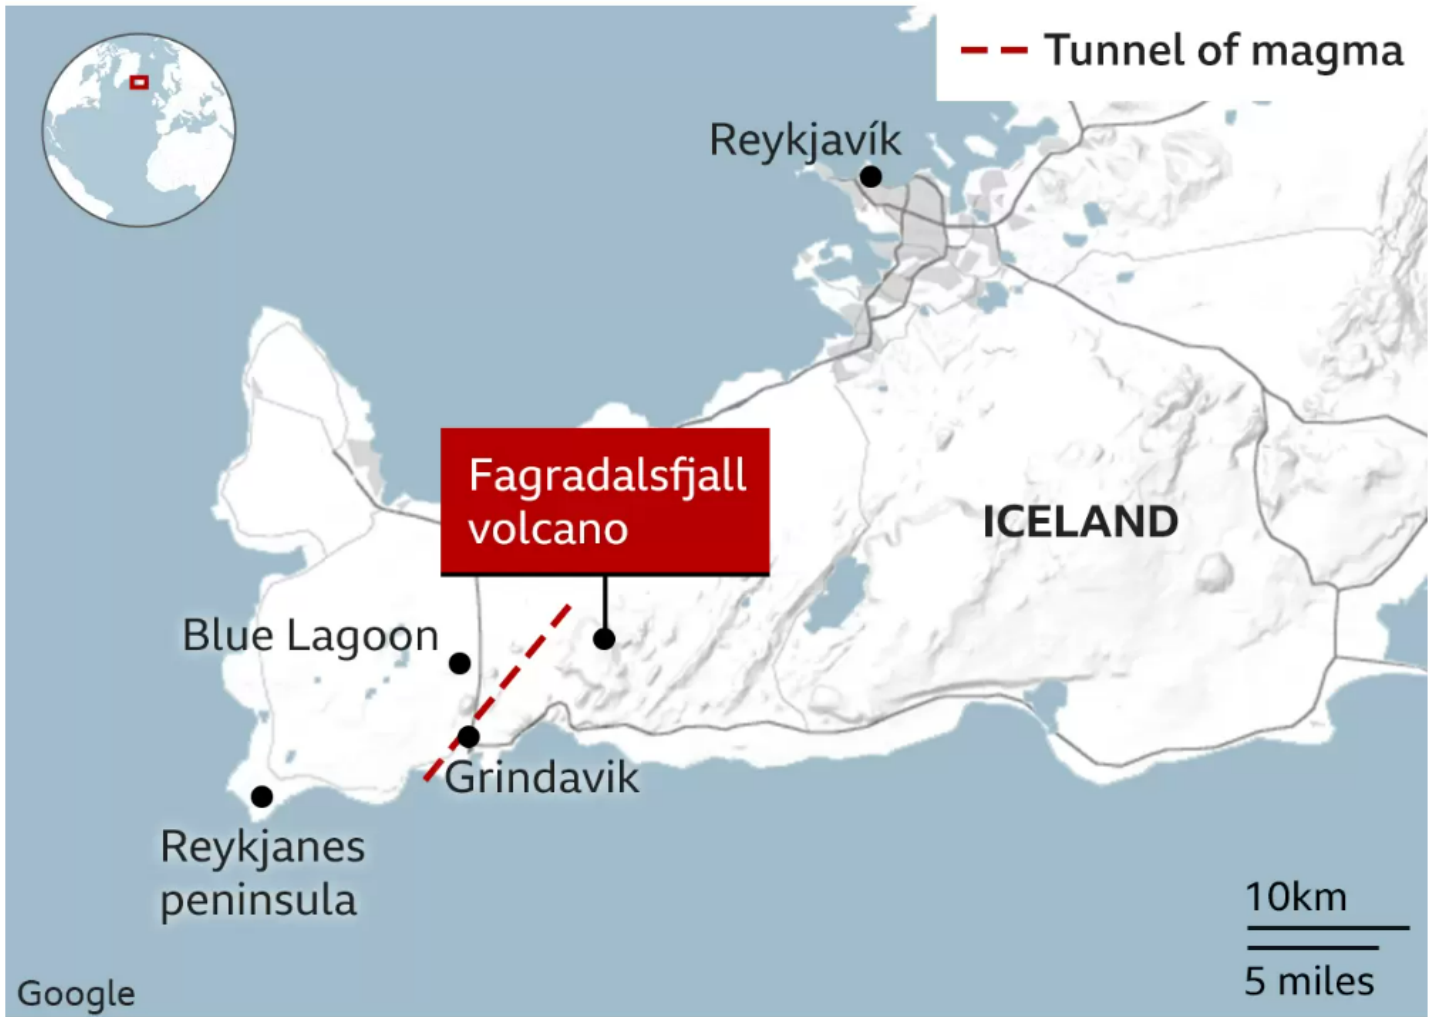 Tunnel of magma
Reykjavík
Fagradalsfjall
volcano
ICELAND
Blue Lagoon
Grindavik
Reykjanes
peninsula
10km
5 miles
Google